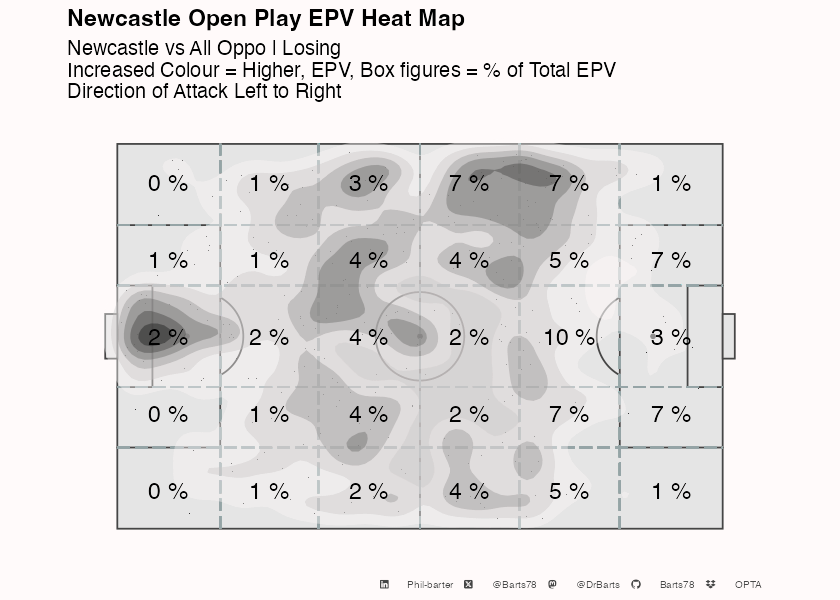 Newcastle Open Play EPV Heat Map
Newcastle vs All Oppo | Losing
Increased Colour = Higher, EPV, Box figures = % of Total EPV
Direction of Attack Left to Right
0 % 1 % 3 % 7 % 7 % 1 %
1 % 1 % 4 % 4 % 5 % 7 %
2 % 2 % 4 % 2 % 10 % 3 %
0 % 1 % 4 % 2 % 7 % 7 %
0 % 1 % 2 % 4 % 5 % 1 %
Phil-barter @Barts78 @DrBarts Barts78 OPTA